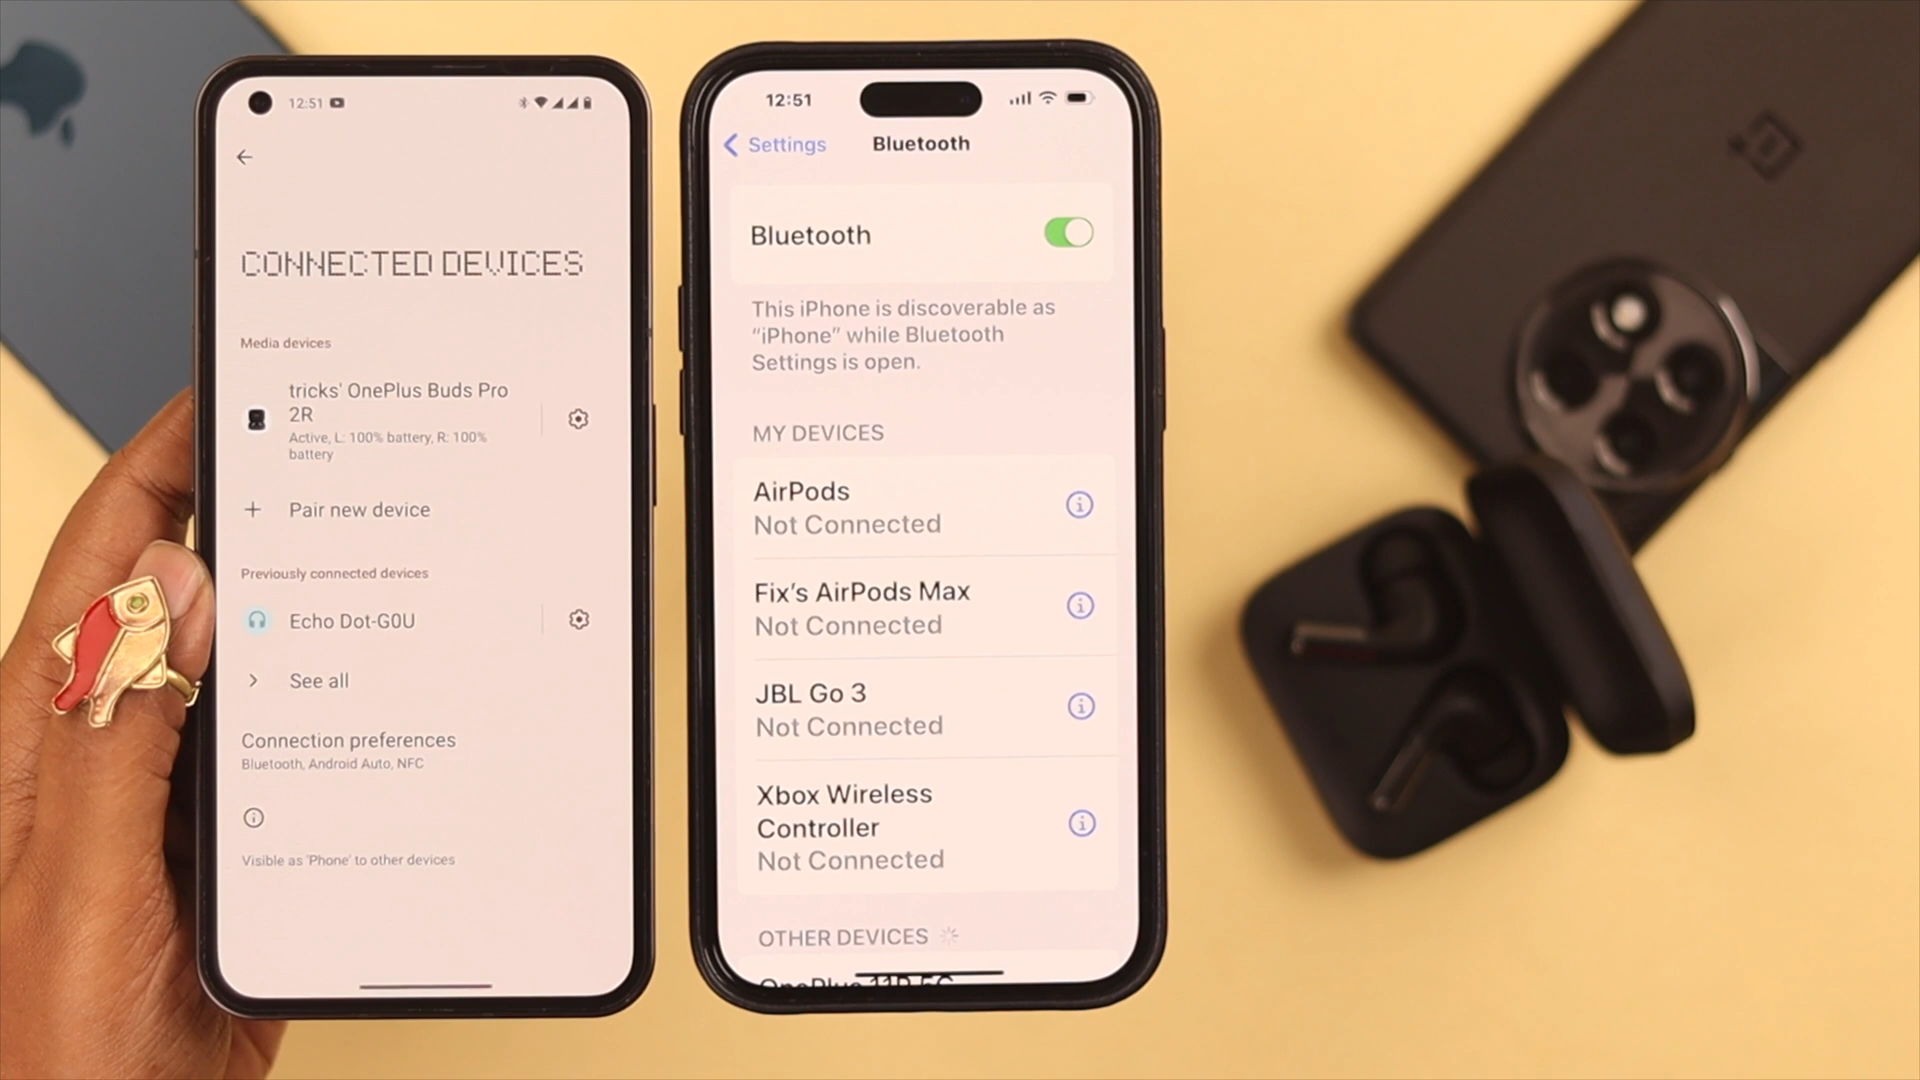 12:51
CONNECTED DEVICES
Media devices
tricks' OnePlus Buds Pro
2R
Active, L: 100% battery, R: 100%
battery
+ Pair new device
Previously connected devices
Echo Dot-G0U
See all
Connection preferences
Bluetooth, Android Auto, NFC
Visible as 'Phone' to other devices
12:51
Settings
Bluetooth
Bluetooth
This iPhone is discoverable as
“iPhone” while Bluetooth
Settings is open.
MY DEVICES
AirPods
Not Connected
Fix’s AirPods Max
Not Connected
JBL Go 3
Not Connected
Xbox Wireless
Controller
Not Connected
OTHER DEVICES
OnePlus 11R 5G